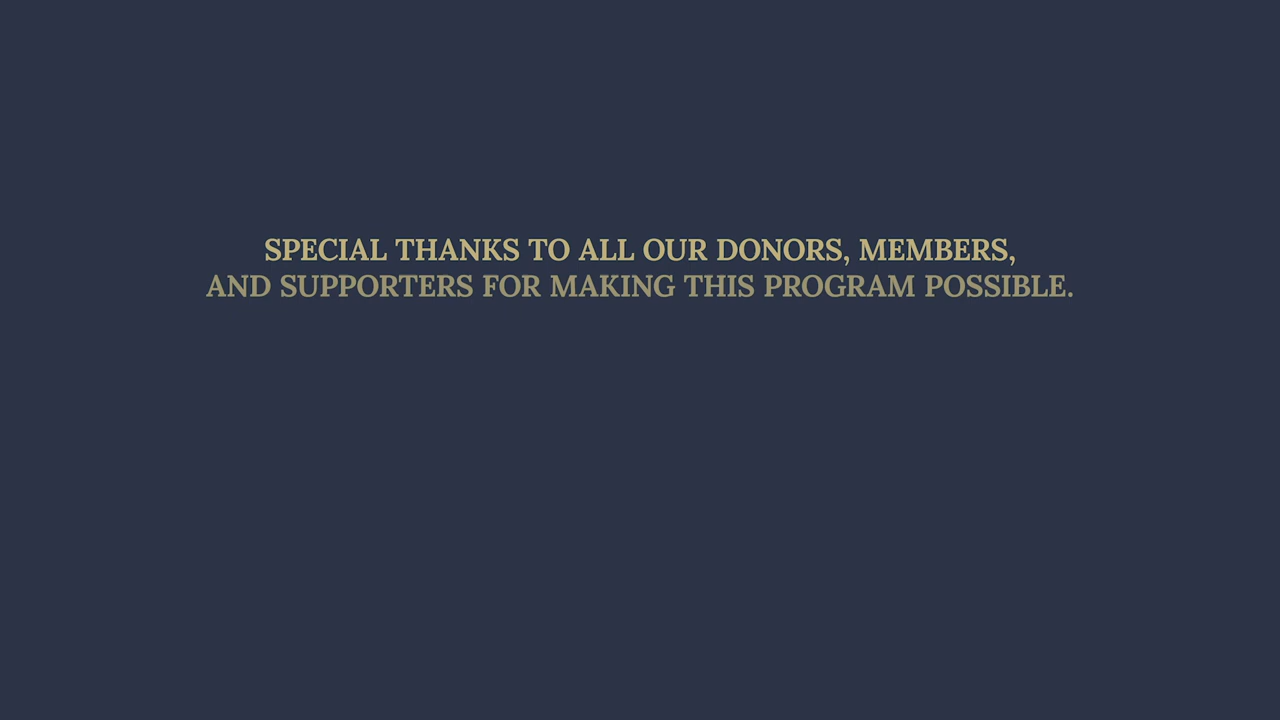 SPECIAL THANKS TO ALL OUR DONORS, MEMBERS,
AND SUPPORTERS FOR MAKING THIS PROGRAM POSSIBLE.